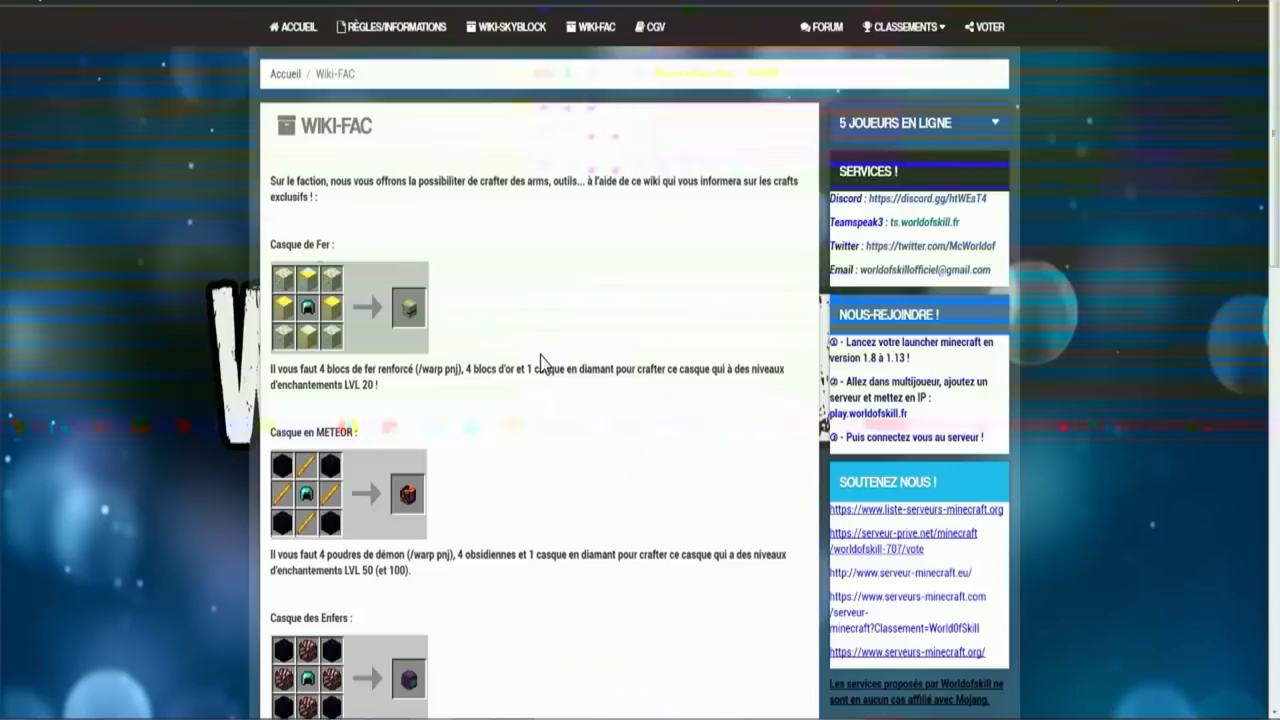 ACCUEIL RÈGLES/INFORMATIONS WIKI-SKYBLOCK WIKI-FAC CGV FORUM CLASSEMENTS VOTER
Accueil / Wiki-FAC
WIKI-FAC
Sur le faction, nous vous offrons la possibiliter de crafter des arms, outils... à l'aide de ce wiki qui vous informera sur les crafts
exclusifs ! :
Casque de Fer :
Il vous faut 4 blocs de fer renforcé (/warp pnj), 4 blocs d'or et 1 casque en diamant pour crafter ce casque qui à des niveaux
d'enchantements LVL 20 !
Casque en METEOR :
Il vous faut 4 poudres de démon (/warp pnj), 4 obsidiennes et 1 casque en diamant pour crafter ce casque qui a des niveaux
d'enchantements LVL 50 (et 100).
Casque des Enfers :
5 JOUEURS EN LIGNE
SERVICES !
Discord : https://discord.gg/htWEsT4
Teamspeak3 : ts.worldofskill.fr
Twitter : https://twitter.com/McWorldof
Email : worldofskillofficiel@gmail.com
NOUS-REJOINDRE !
① - Lancez votre launcher minecraft en
version 1.8 à 1.13 !
② - Allez dans multijoueur, ajoutez un
serveur et mettez en IP :
play.worldofskill.fr
③ - Puis connectez vous au serveur !
SOUTENEZ NOUS !
https://www.liste-serveurs-minecraft.org
https://serveur-prive.net/minecraft
/worldofskill-707/vote
http://www.serveur-minecraft.eu/
https://www.serveurs-minecraft.com
/serveur-
minecraft?Classement=World0fSkill
https://www.serveurs-minecraft.org/
Les services proposés par Worldofskill ne
sont en aucun cas affilié avec Mojang.